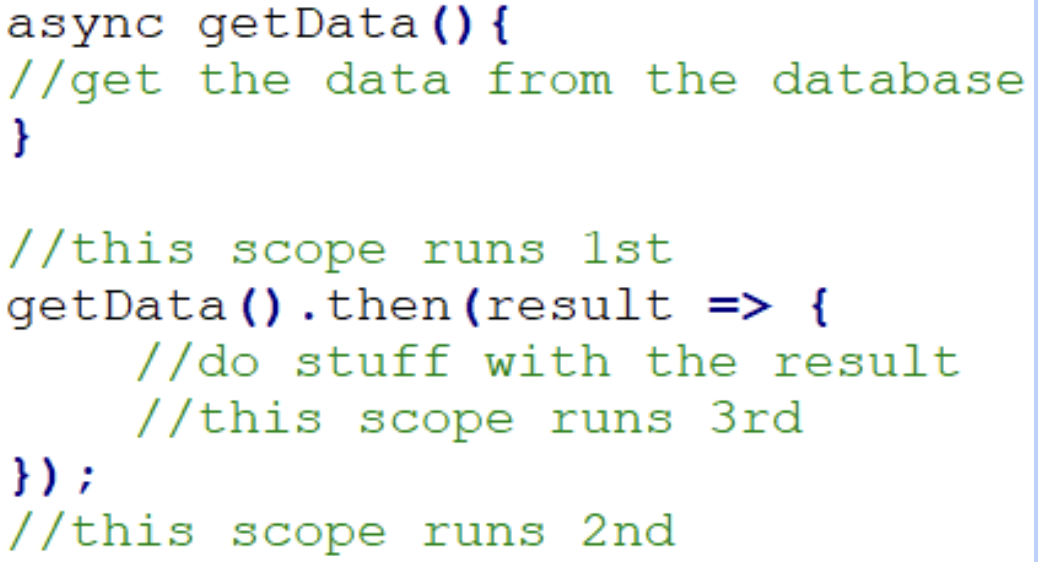 async getData(){
//get the data from the database
}
//this scope runs 1st
getData().then(result => {
//do stuff with the result
//this scope runs 3rd
});
//this scope runs 2nd